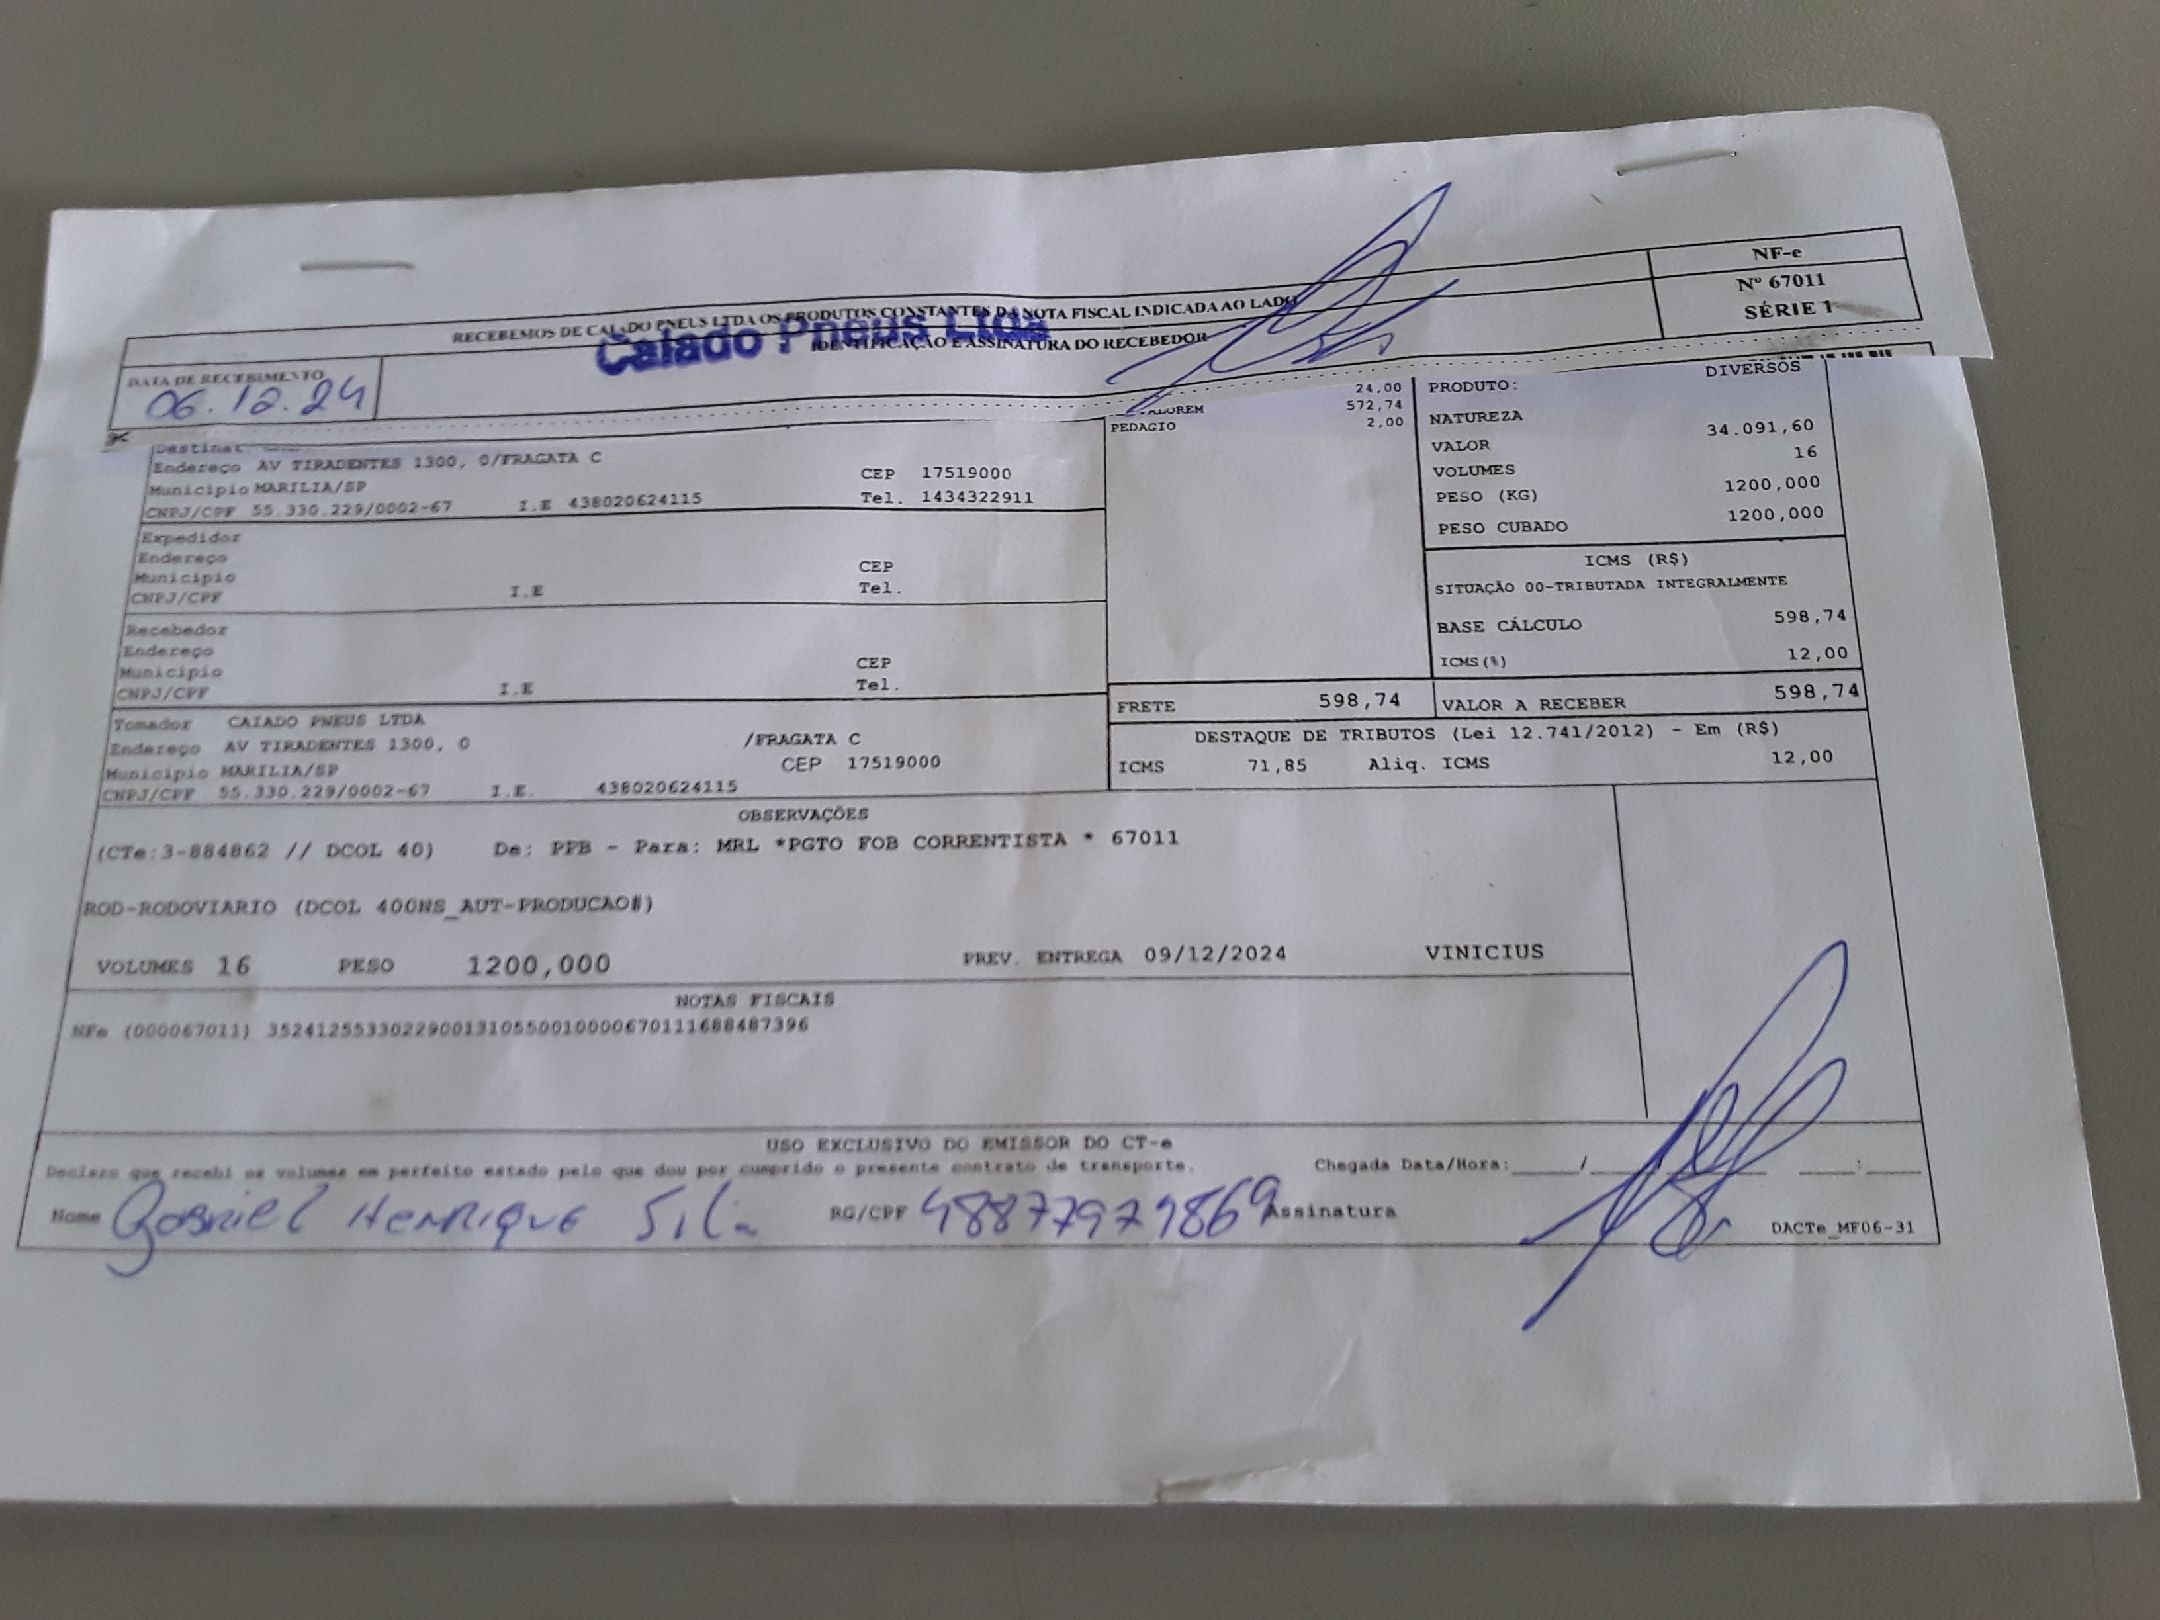 NF-e
Nº 67011
SÉRIE 1
RECEBEMOS DE CAIADO PNEUS LTDA OS PRODUTOS CONSTANTES DA NOTA FISCAL INDICADA AO LADO
Caiado Pneus Ltda
IDENTIFICAÇÃO E ASSINATURA DO RECEBEDOR
DATA DE RECEBIMENTO
06.12.24
Destinat
Endereço AV TIRADENTES 1300, 0/FRAGATA C
CEP 17519000
Município MARILIA/SP
Tel. 1434322911
CNPJ/CPF 55.330.229/0002-67 I.E 438020624115
Expedidor
Endereço
CEP
Município
Tel.
CNPJ/CPF I.E
Recebedor
Endereço
CEP
Município
Tel.
CNPJ/CPF I.E
Tomador CAIADO PNEUS LTDA
Endereço AV TIRADENTES 1300, 0 /FRAGATA C
Município MARILIA/SP CEP 17519000
CNPJ/CPF 55.330.229/0002-67 I.E. 438020624115
24,00
VALOREM 572,74
PEDAGIO 2,00
PRODUTO: DIVERSOS
NATUREZA
VALOR 34.091,60
VOLUMES 16
PESO (KG) 1200,000
PESO CUBADO 1200,000
ICMS (R$)
SITUAÇÃO 00-TRIBUTADA INTEGRALMENTE
BASE CÁLCULO 598,74
ICMS(%) 12,00
FRETE 598,74 VALOR A RECEBER 598,74
DESTAQUE DE TRIBUTOS (Lei 12.741/2012) - Em (R$)
ICMS 71,85 Aliq. ICMS 12,00
OBSERVAÇÕES
(CTe:3-884862 // DCOL 40) De: PPB - Para: MRL *PGTO FOB CORRENTISTA * 67011
ROD-RODOVIARIO (DCOL 400NS_AUT-PRODUCAO#)
VOLUMES 16 PESO 1200,000 PREV. ENTREGA 09/12/2024 VINICIUS
NOTAS FISCAIS
NFe (000067011) 35241255330229001310550010000670111688487396
USO EXCLUSIVO DO EMISSOR DO CT-e
Declaro que recebi os volumes em perfeito estado pelo que dou por cumprido o presente contrato de transporte. Chegada Data/Hora:
Nome Gabriel Henrique Silva RG/CPF 48877979869 Assinatura
DACTe_MF06-31